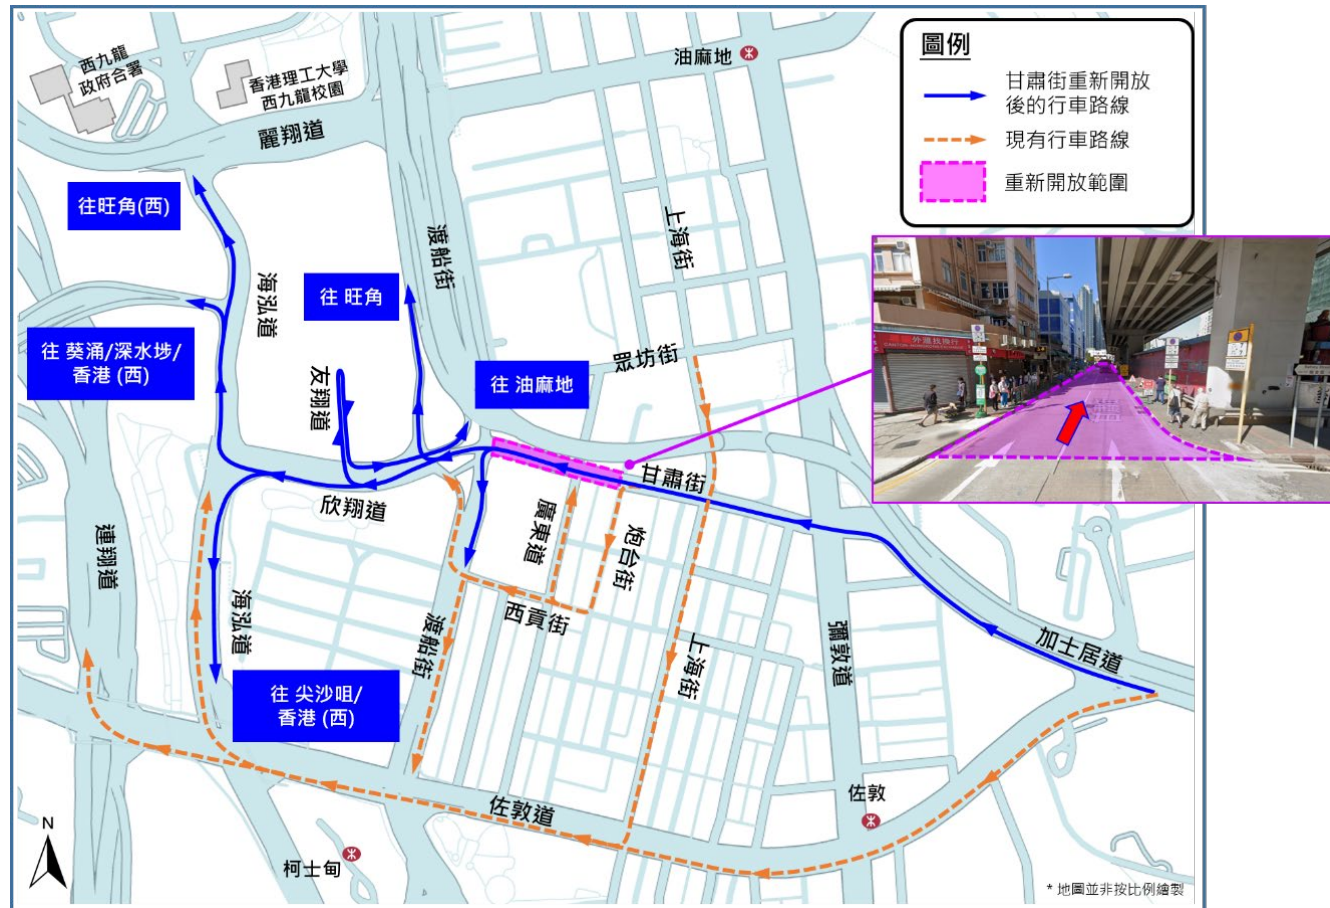 西九龍
政府合署
香港理工大學
西九龍校園
麗翔道
油麻地
圖例
甘肅街重新開放
後的行車路線
現有行車路線
重新開放範圍
往旺角(西)
海泓道
渡船街
上海街
往 旺角
往 葵涌/深水埗/
香港 (西)
友翔道
往 油麻地
眾坊街
外匯找換行
甘肅街
欣翔道
廣東道
炮台街
連翔道
海泓道
西貢街
渡船街
上海街
彌敦道
加士居道
往 尖沙咀/
香港 (西)
佐敦道
佐敦
N
柯士甸
* 地圖並非按比例繪製